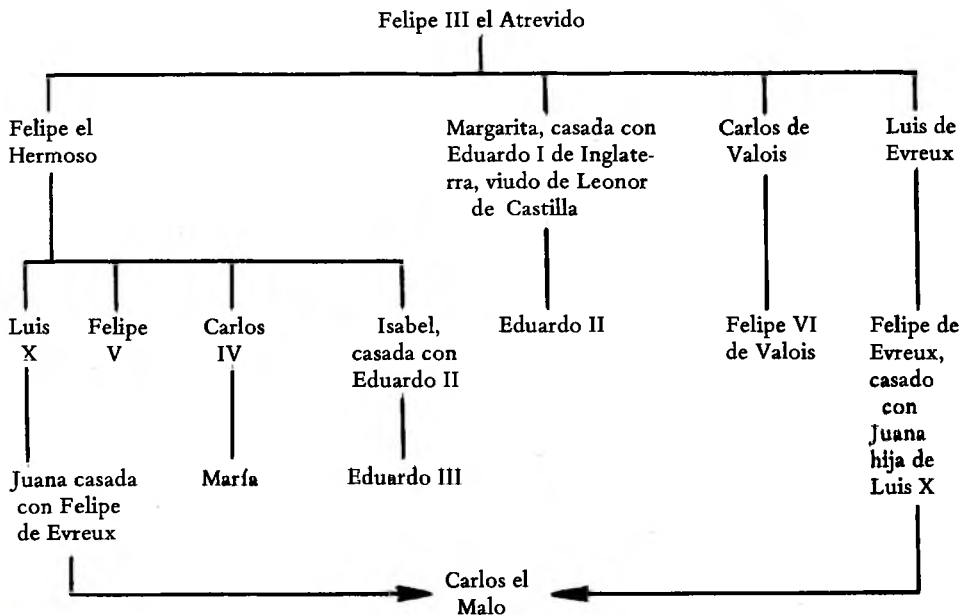 Felipe III el Atrevido
Felipe el
Hermoso
Margarita, casada con
Eduardo I de Inglate-
rra, viudo de Leonor
de Castilla
Carlos de
Valois
Luis de
Evreux
Luis
X
Felipe
V
Carlos
IV
Isabel,
casada con
Eduardo II
Eduardo II
Felipe VI
de Valois
Felipe de
Evreux,
casado
con
Juana
hija de
Luis X
Juana casada
con Felipe
de Evreux
María
Eduardo III
Carlos el
Malo